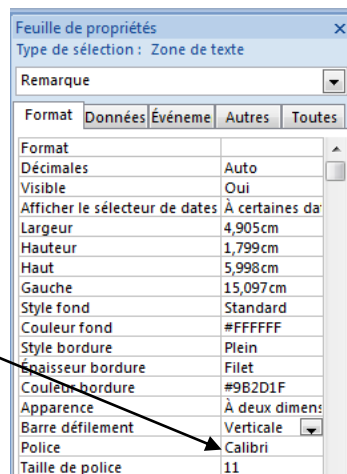 Feuille de propriétés
Type de sélection : Zone de texte
Remarque
Format Données Événeme Autres Toutes
Format
Décimales Auto
Visible Oui
Afficher le sélecteur de dates À certaines da
Largeur 4,905cm
Hauteur 1,799cm
Haut 5,998cm
Gauche 15,097cm
Style fond Standard
Couleur fond #FFFFFF
Style bordure Plein
Épaisseur bordure Filet
Couleur bordure #9B2D1F
Apparence À deux dimens
Barre défilement Verticale
Police Calibri
Taille de police 11